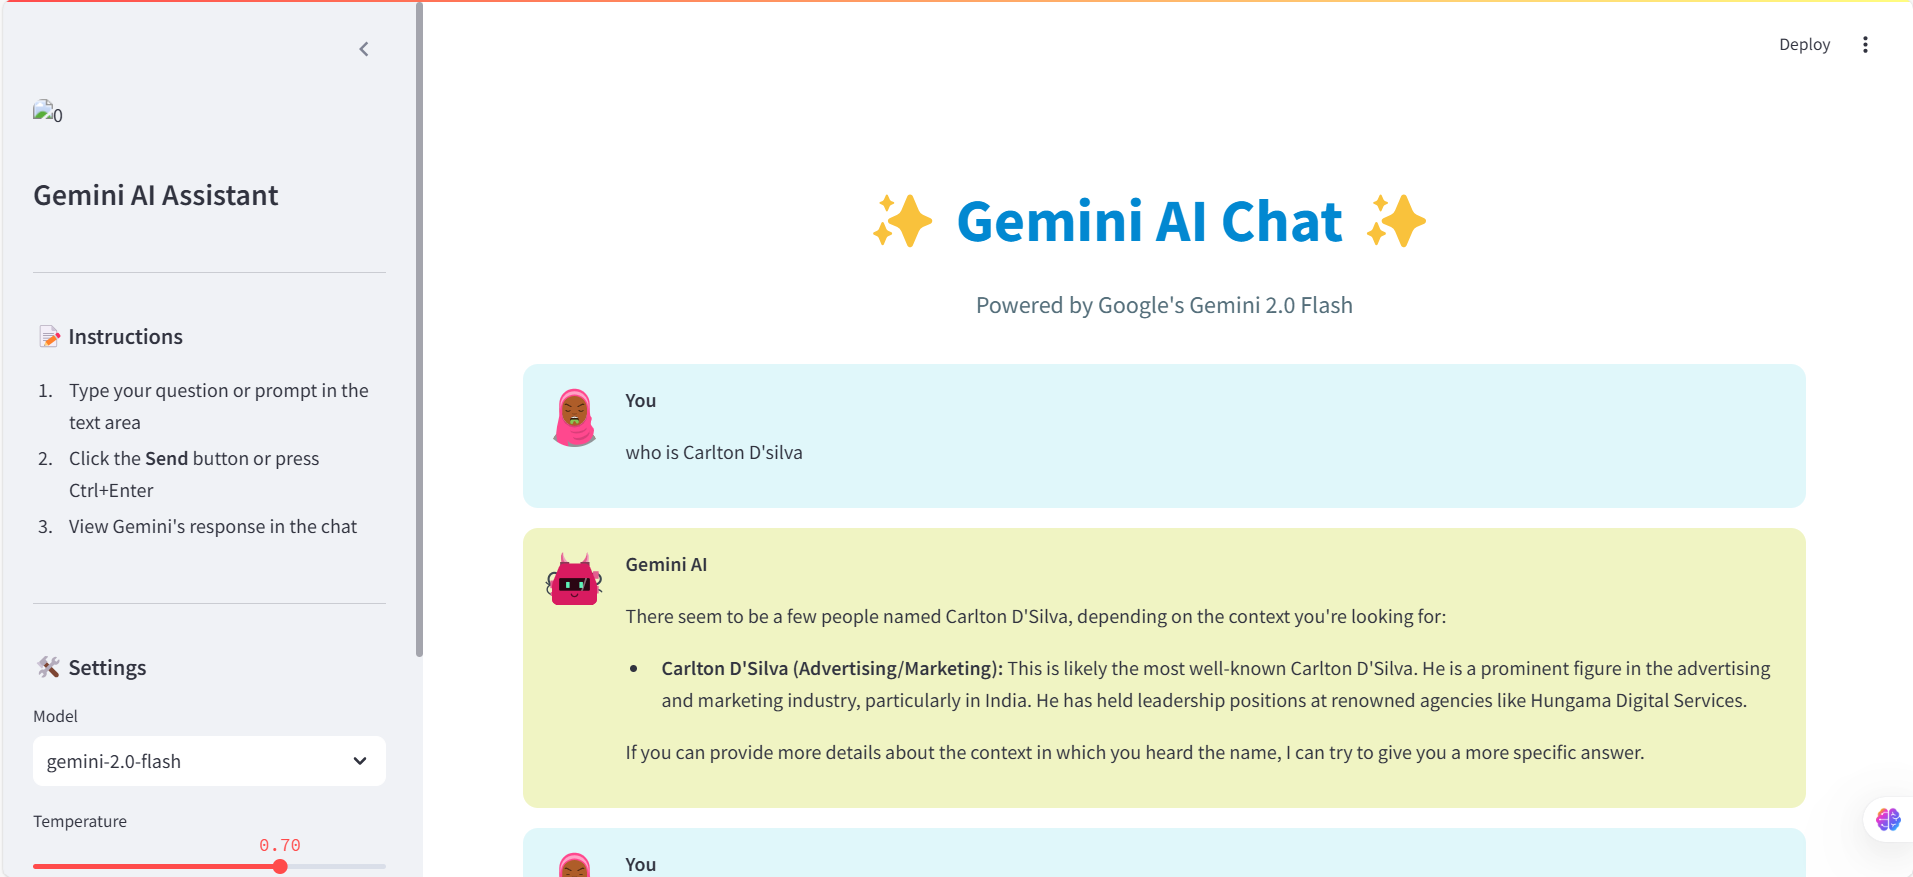 0
Gemini AI Assistant
Instructions
1. Type your question or prompt in the
text area
2. Click the Send button or press
Ctrl+Enter
3. View Gemini's response in the chat
Settings
Model
gemini-2.0-flash
Temperature
0.70
Deploy
Gemini AI Chat
Powered by Google's Gemini 2.0 Flash
You
who is Carlton D'silva
Gemini AI
There seem to be a few people named Carlton D'Silva, depending on the context you're looking for:
• Carlton D'Silva (Advertising/Marketing): This is likely the most well-known Carlton D'Silva. He is a prominent figure in the advertising
and marketing industry, particularly in India. He has held leadership positions at renowned agencies like Hungama Digital Services.
If you can provide more details about the context in which you heard the name, I can try to give you a more specific answer.
You